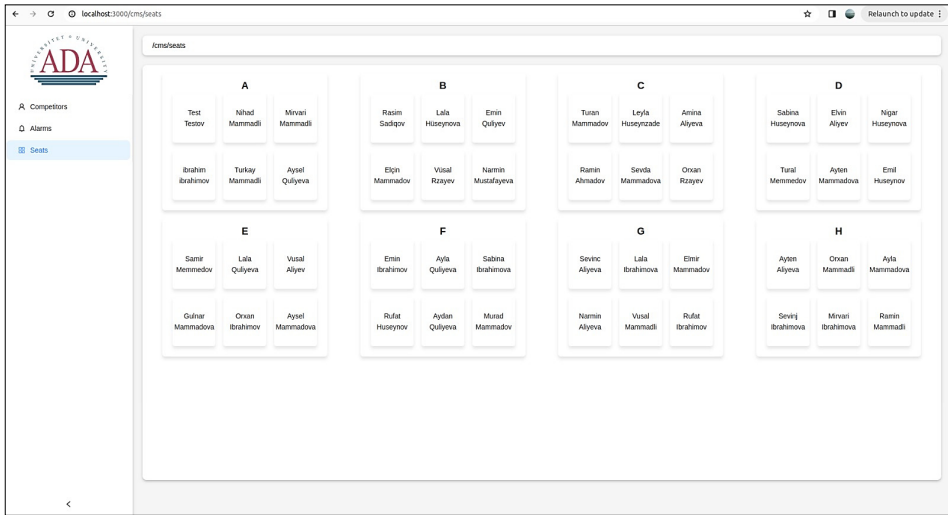 localhost:3000/cms/seats
Relaunch to update
UNIVERSITET * UNIVERSITY
ADA
Competitors
Alarms
Seats
/cms/seats
A
B
C
D
Test Nihad Mirvari
Testov Mammadli Mammadli
Rasim Lala Emin
Sadiqov Hüseynova Quliyev
Turan Leyla Amina
Mammadov Huseynzade Aliyeva
Sabina Elvin Nigar
Huseynova Aliyev Huseynova
ibrahim Turkay Aysel
ibrahimov Mammadli Quliyeva
Elçin Vüsal Narmin
Mammadov Rzayev Mustafayeva
Ramin Sevda Orxan
Ahmadov Mammadova Rzayev
Tural Ayten Emil
Memmedov Mammadova Huseynov
E
F
G
H
Samir Lala Vusal
Memmedov Quliyeva Aliyev
Emin Ayla Sabina
Ibrahimov Quliyeva Ibrahimova
Sevinc Lala Elmir
Aliyeva Ibrahimova Mammadov
Ayten Orxan Ayla
Aliyeva Mammadli Mammadova
Gulnar Orxan Aysel
Mammadova Ibrahimov Mammadova
Rufat Aydan Murad
Huseynov Quliyeva Mammadov
Narmin Vusal Rufat
Aliyeva Mammadli Ibrahimov
Sevinj Mirvari Ramin
Ibrahimova Ibrahimova Mammadli